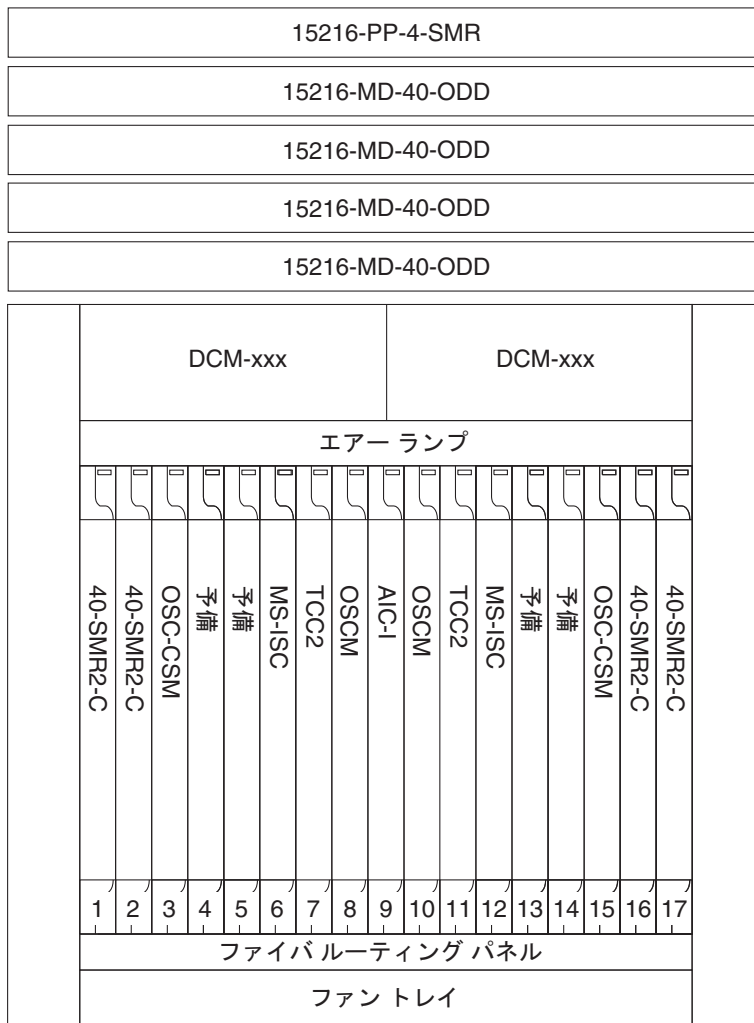 15216-PP-4-SMR
15216-MD-40-ODD
15216-MD-40-ODD
15216-MD-40-ODD
15216-MD-40-ODD
DCM-xxx DCM-xxx
エアー ランプ
40-SMR2-C
40-SMR2-C
OSC-CSM
予備
予備
MS-ISC
TCC2
OSCM
AIC-I
OSCM
TCC2
MS-ISC
予備
予備
OSC-CSM
40-SMR2-C
40-SMR2-C
1 2 3 4 5 6 7 8 9 10 11 12 13 14 15 16 17
ファイバ ルーティング パネル
ファン トレイ